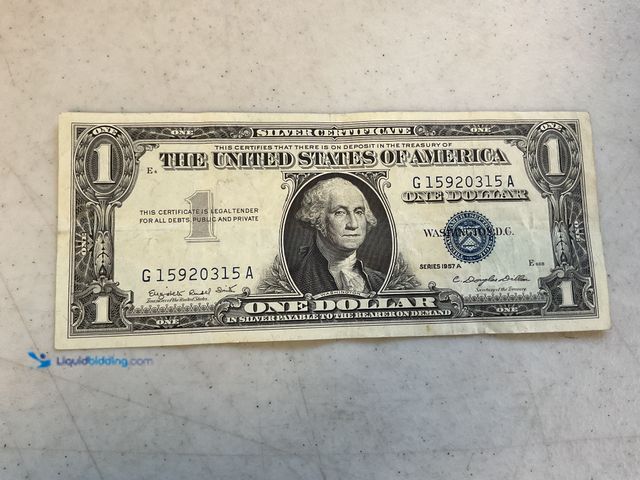 ONE SILVER CERTIFICATE ONE
THIS CERTIFIES THAT THERE IS ON DEPOSIT IN THE TREASURY OF
THE UNITED STATES OF AMERICA
1 1
G 15920315 A
ONE DOLLAR
1
THIS CERTIFICATE IS LEGAL TENDER
FOR ALL DEBTS, PUBLIC AND PRIVATE
WASHINGTON, D.C.
SERIES 1957 A
G 15920315 A
Treasurer of the United States
Secretary of the Treasury
WASHINGTON
1 ONE DOLLAR 1
ONE IN SILVER PAYABLE TO THE BEARER ON DEMAND ONE
Liquidbidding.com